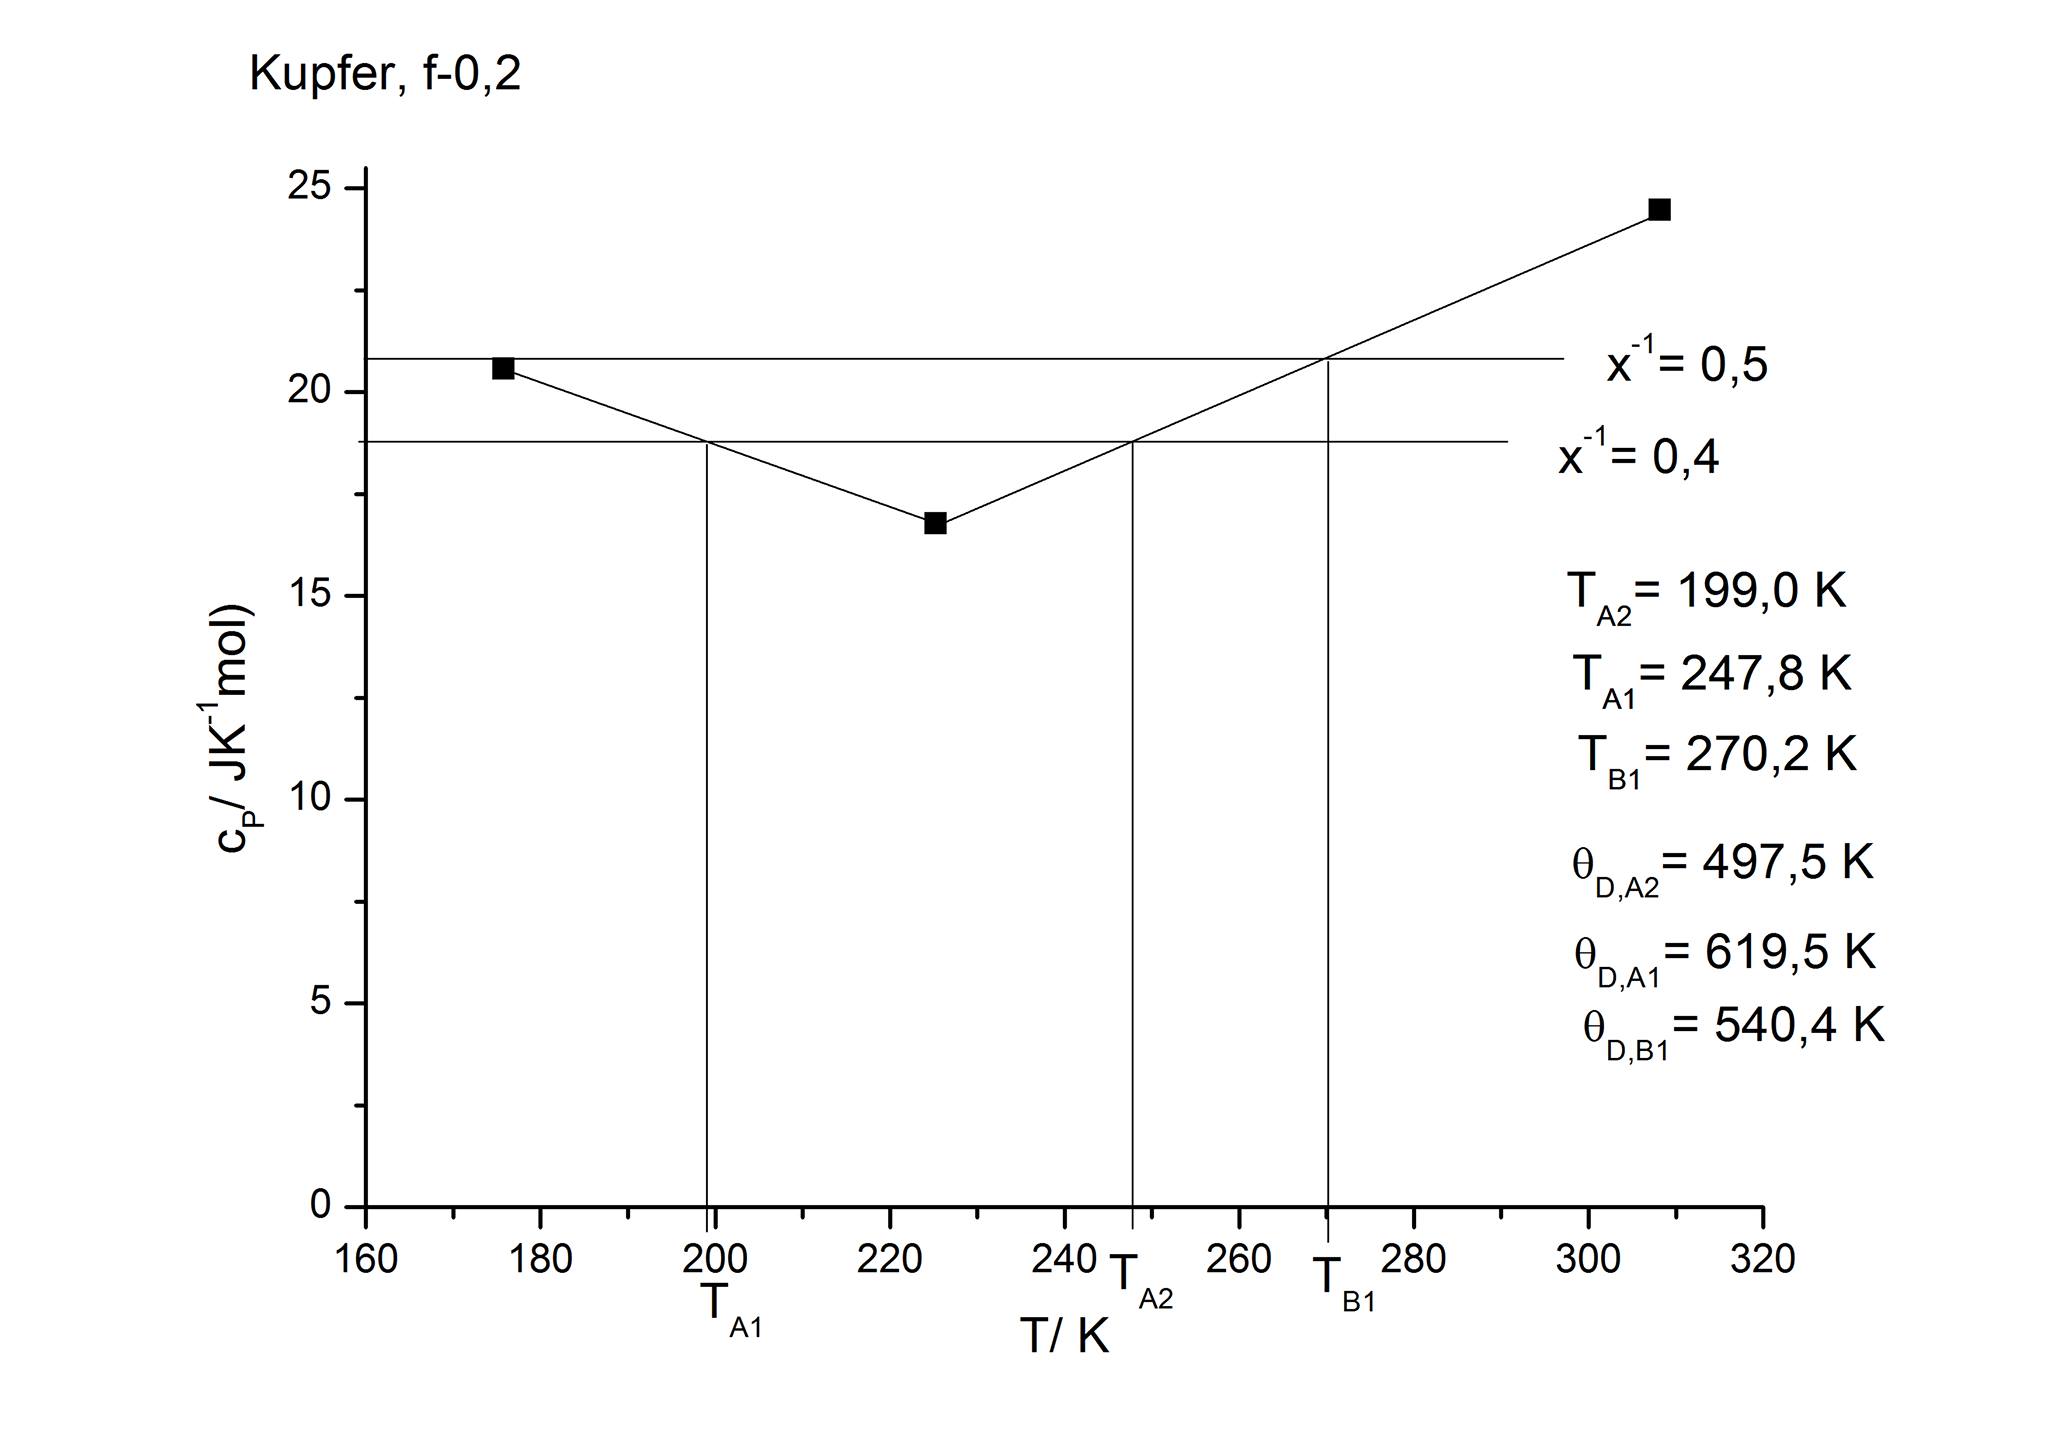 Kupfer, f-0,2
25
20
15
10
5
0
c_P/ JK^-1mol)
x^-1= 0,5
x^-1= 0,4
T_A2= 199,0 K
T_A1= 247,8 K
T_B1= 270,2 K
θ_D,A2= 497,5 K
θ_D,A1= 619,5 K
θ_D,B1= 540,4 K
160 180 200 220 240 260 280 300 320
T_A1 T_A2 T_B1
T/ K